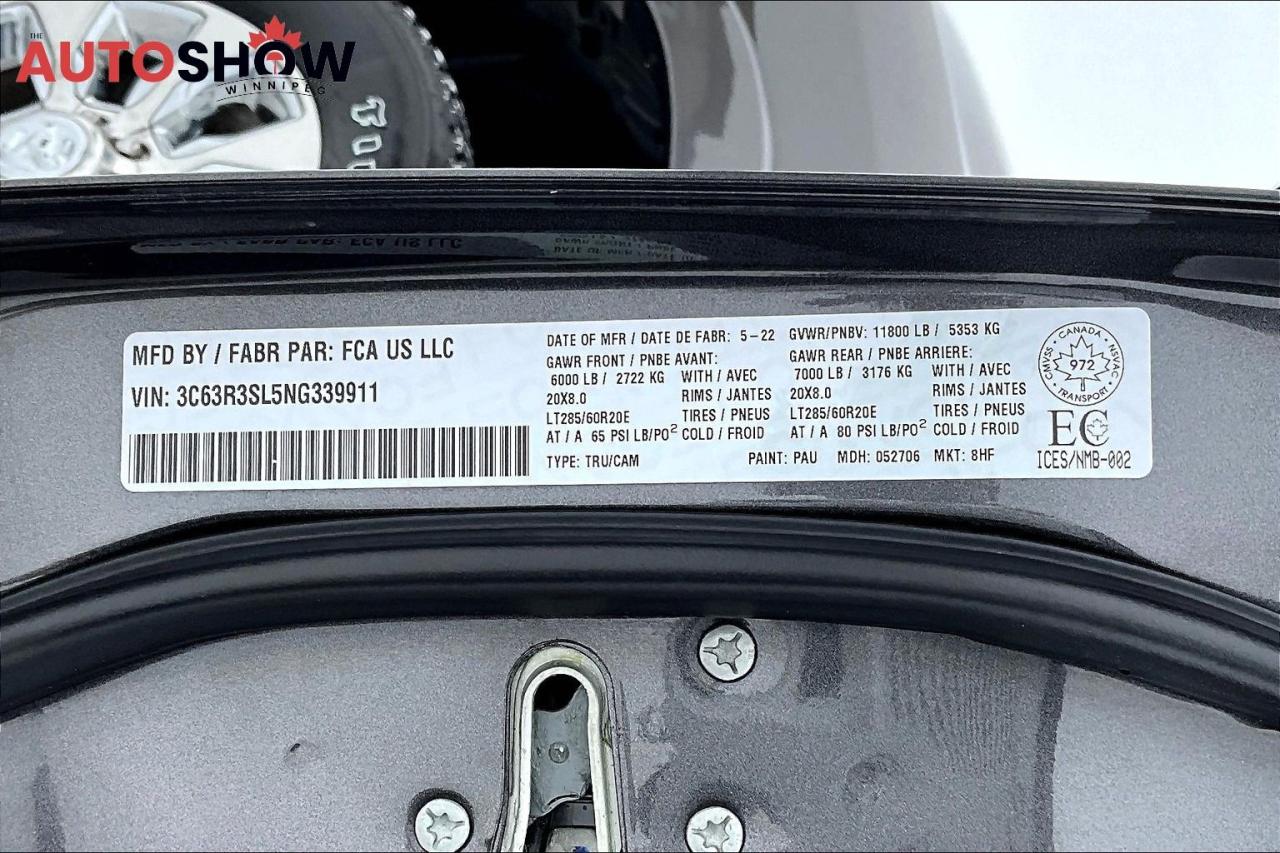 THE
AUTOSHOW
WINNIPEG
MFD BY / FABR PAR: FCA US LLC
VIN: 3C63R3SL5NG339911
DATE OF MFR / DATE DE FABR: 5-22 GVWR/PNBV: 11800 LB / 5353 KG
GAWR FRONT / PNBE AVANT: GAWR REAR / PNBE ARRIERE:
6000 LB / 2722 KG WITH / AVEC 7000 LB / 3176 KG WITH / AVEC
20X8.0 RIMS / JANTES 20X8.0 RIMS / JANTES
LT285/60R20E TIRES / PNEUS LT285/60R20E TIRES / PNEUS
AT / A 65 PSI LB/PO² COLD / FROID AT / A 80 PSI LB/PO² COLD / FROID
TYPE: TRU/CAM PAINT: PAU MDH: 052706 MKT: 8HF
CANADA
CMVSS 972 NSVAC
TRANSPORT
EC
ICES/NMB-002